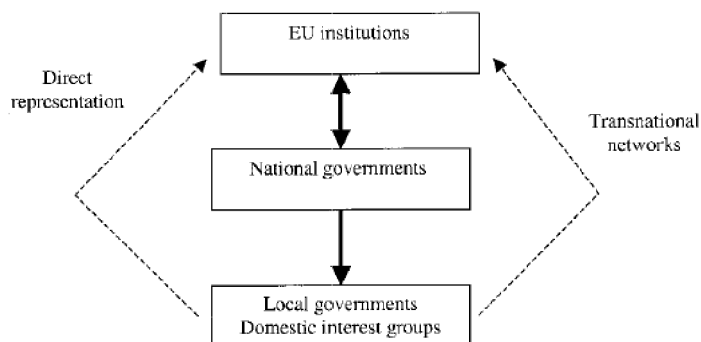 EU institutions
Direct
representation
Transnational
networks
National governments
Local governments
Domestic interest groups